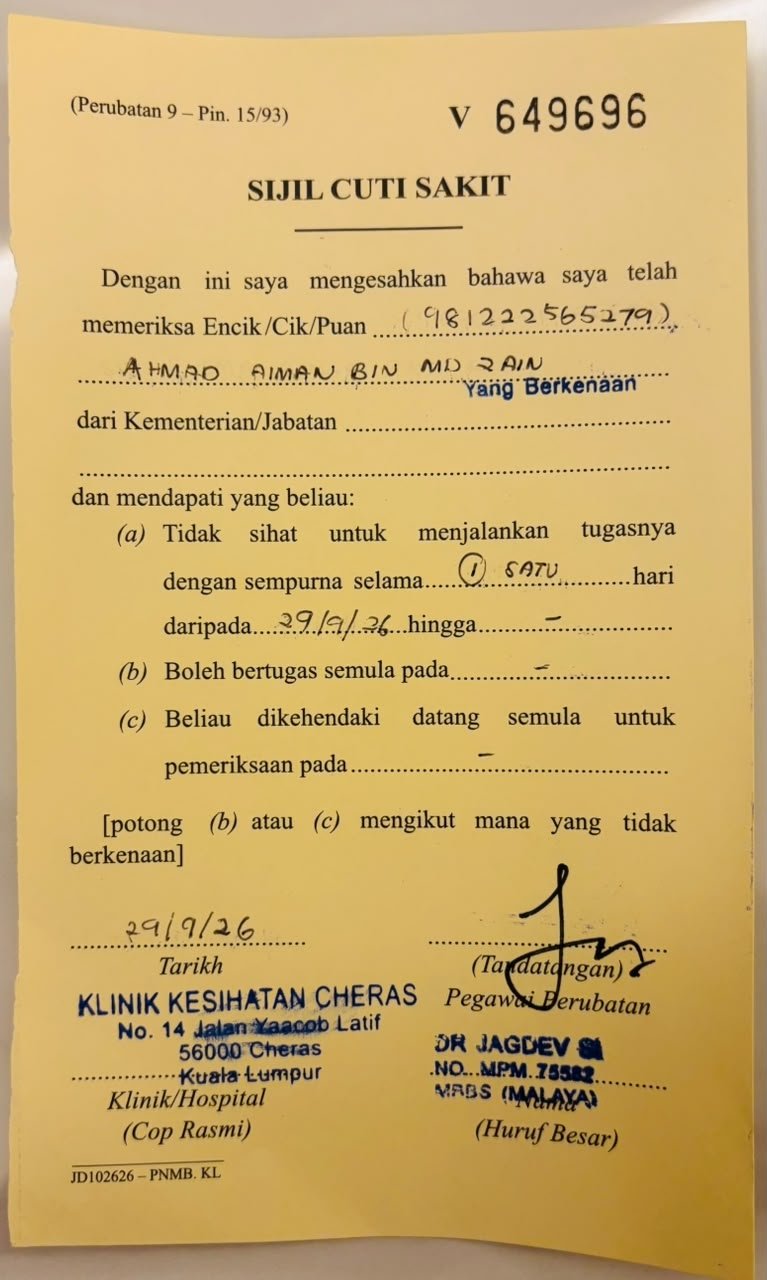 (Perubatan 9 – Pin. 15/93)
V 649696
SIJIL CUTI SAKIT
Dengan ini saya mengesahkan bahawa saya telah
memeriksa Encik/Cik/Puan (981222565279)
AHMAD AIMAN BIN MD ZAIN
Yang Berkenaan
dari Kementerian/Jabatan
dan mendapati yang beliau:
(a) Tidak sihat untuk menjalankan tugasnya
dengan sempurna selama 1 SATU hari
daripada 29/9/26 hingga -
(b) Boleh bertugas semula pada -
(c) Beliau dikehendaki datang semula untuk
pemeriksaan pada -
[potong (b) atau (c) mengikut mana yang tidak
berkenaan]
29/9/26
Tarikh
(Tandatangan)
Pegawai Perubatan
KLINIK KESIHATAN CHERAS
No. 14 Jalan Yaacob Latif
56000 Cheras
Kuala Lumpur
Klinik/Hospital
(Cop Rasmi)
DR JAGDEV
NO. MPM 75582
MBBS (MALAYA)
Nama
(Huruf Besar)
JD102626 – PNMB. KL